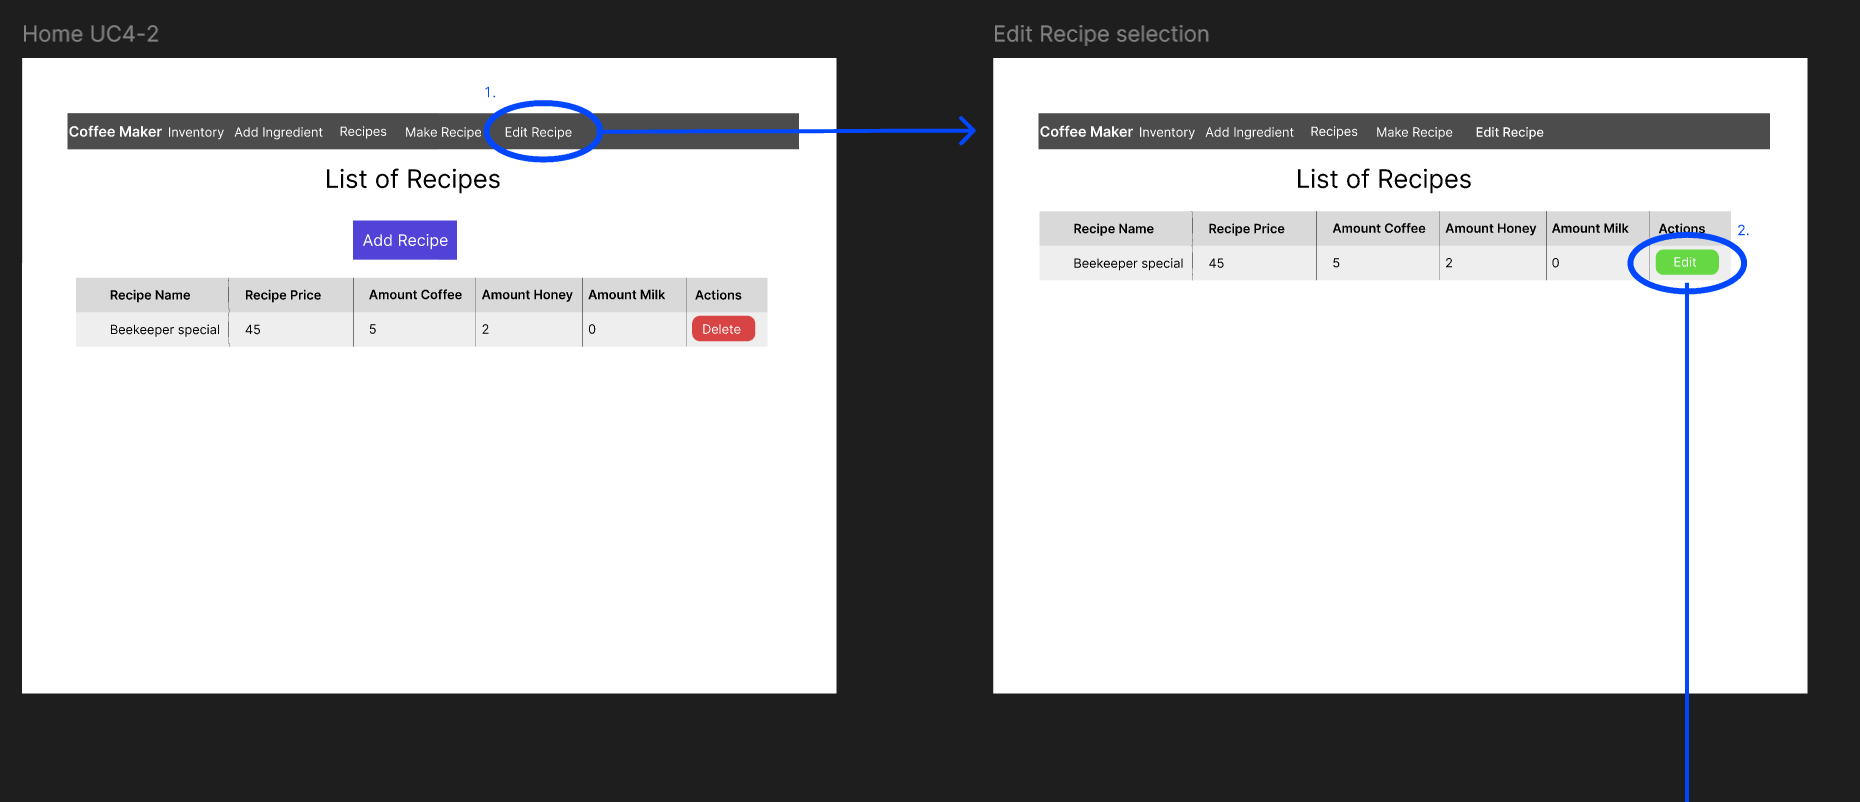 Home UC4-2
1.
Coffee Maker Inventory Add Ingredient Recipes Make Recipe Edit Recipe
List of Recipes
Add Recipe
Recipe Name Recipe Price Amount Coffee Amount Honey Amount Milk Actions
Beekeeper special 45 5 2 0 Delete
Edit Recipe selection
Coffee Maker Inventory Add Ingredient Recipes Make Recipe Edit Recipe
List of Recipes
Recipe Name Recipe Price Amount Coffee Amount Honey Amount Milk Actions
2.
Beekeeper special 45 5 2 0 Edit